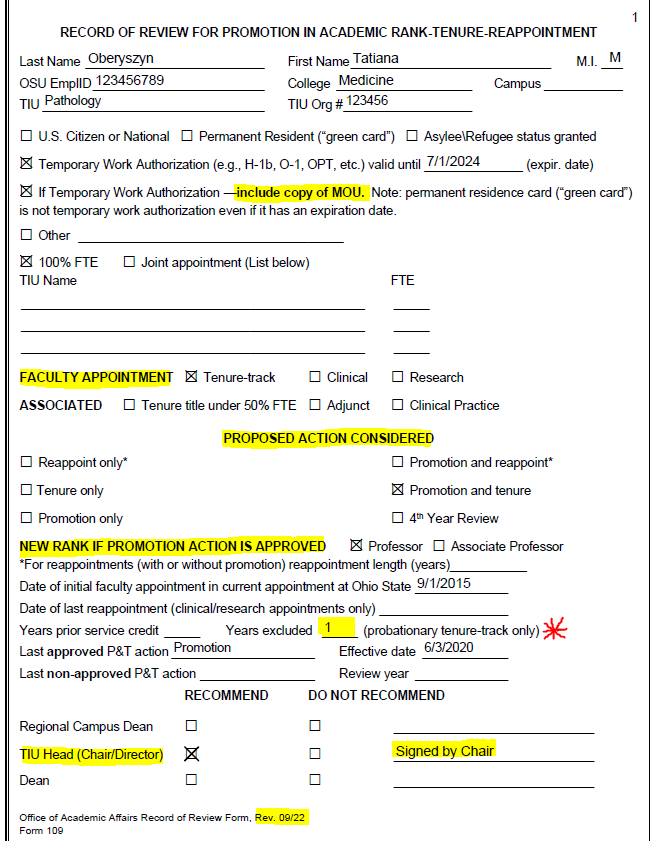 1
RECORD OF REVIEW FOR PROMOTION IN ACADEMIC RANK-TENURE-REAPPOINTMENT
Last Name Oberyszyn First Name Tatiana M.I. M
OSU EmplID 123456789 College Medicine Campus
TIU Pathology TIU Org # 123456
☐ U.S. Citizen or National ☐ Permanent Resident (“green card”) ☐ Asylee\Refugee status granted
☒ Temporary Work Authorization (e.g., H-1b, O-1, OPT, etc.) valid until 7/1/2024 (expir. date)
☒ If Temporary Work Authorization —include copy of MOU. Note: permanent residence card (“green card”)
is not temporary work authorization even if it has an expiration date.
☐ Other
☒ 100% FTE ☐ Joint appointment (List below)
TIU Name FTE
FACULTY APPOINTMENT ☒ Tenure-track ☐ Clinical ☐ Research
ASSOCIATED ☐ Tenure title under 50% FTE ☐ Adjunct ☐ Clinical Practice
PROPOSED ACTION CONSIDERED
☐ Reappoint only* ☐ Promotion and reappoint*
☐ Tenure only ☒ Promotion and tenure
☐ Promotion only ☐ 4th Year Review
NEW RANK IF PROMOTION ACTION IS APPROVED ☒ Professor ☐ Associate Professor
*For reappointments (with or without promotion) reappointment length (years)
Date of initial faculty appointment in current appointment at Ohio State 9/1/2015
Date of last reappointment (clinical/research appointments only)
Years prior service credit Years excluded 1 (probationary tenure-track only)
Last approved P&T action Promotion Effective date 6/3/2020
Last non-approved P&T action Review year
RECOMMEND DO NOT RECOMMEND
Regional Campus Dean ☐ ☐
TIU Head (Chair/Director) ☒ ☐ Signed by Chair
Dean ☐ ☐
Office of Academic Affairs Record of Review Form, Rev. 09/22
Form 109